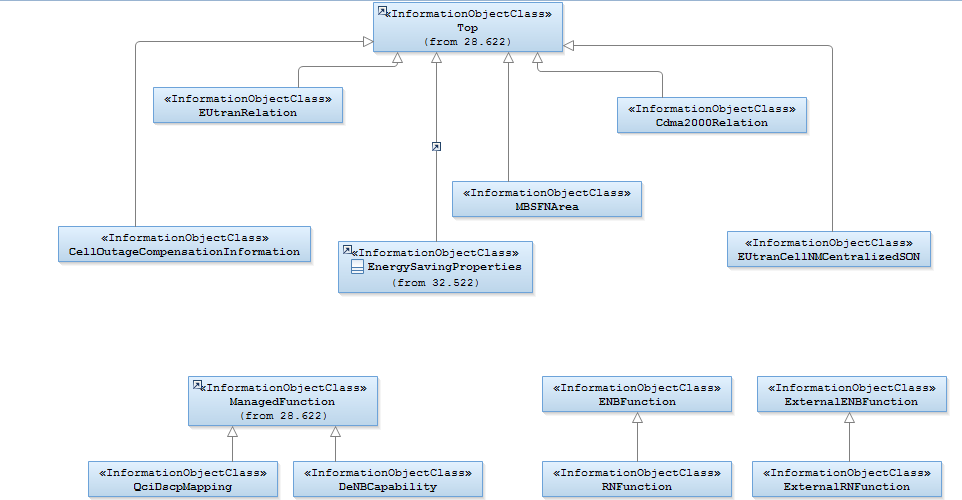 «InformationObjectClass»
Top
(from 28.622)
«InformationObjectClass»
EUtranRelation
«InformationObjectClass»
Cdma2000Relation
«InformationObjectClass»
MBSFNArea
«InformationObjectClass»
CellOutageCompensationInformation
«InformationObjectClass»
EnergySavingProperties
(from 32.522)
«InformationObjectClass»
EUtranCellNMCentralizedSON
«InformationObjectClass»
ManagedFunction
(from 28.622)
«InformationObjectClass»
ENBFunction
«InformationObjectClass»
ExternalENBFunction
«InformationObjectClass»
QciDscpMapping
«InformationObjectClass»
DeNBCapability
«InformationObjectClass»
RNFunction
«InformationObjectClass»
ExternalRNFunction